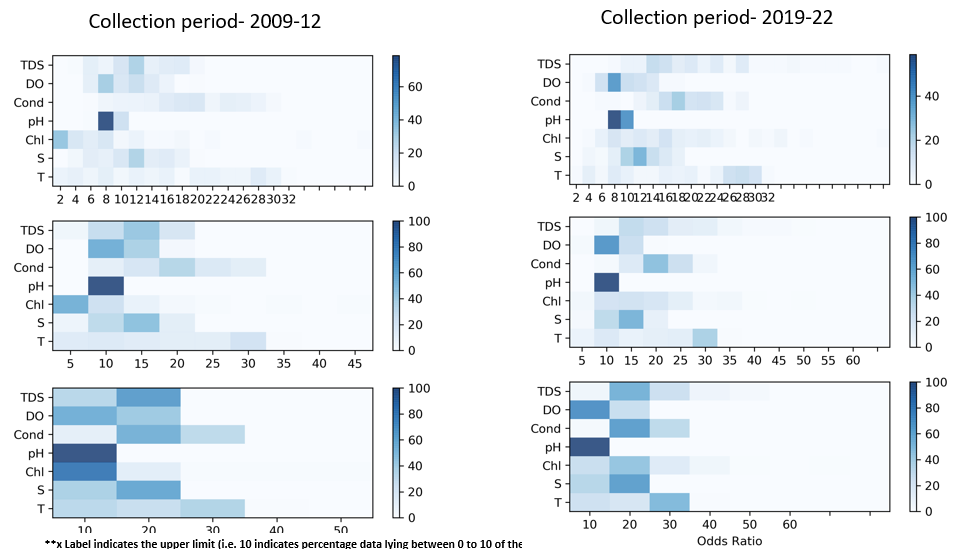 Collection period- 2009-12
TDS
DO
Cond
pH
Chl
S
T
2 4 6 8 10 12 14 16 18 20 22 24 26 28 30 32
60
40
20
0
TDS
DO
Cond
pH
Chl
S
T
5 10 15 20 25 30 35 40 45
100
80
60
40
20
0
TDS
DO
Cond
pH
Chl
S
T
10 20 30 40 50
100
80
60
40
20
0
**x Label indicates the upper limit (i.e. 10 indicates percentage data lying between 0 to 10 of the
Collection period- 2019-22
TDS
DO
Cond
pH
Chl
S
T
2 4 6 8 10 12 14 16 18 20 22 24 26 28 30 32
40
20
0
TDS
DO
Cond
pH
Chl
S
T
5 10 15 20 25 30 35 40 45 50 55 60
100
80
60
40
20
0
TDS
DO
Cond
pH
Chl
S
T
10 20 30 40 50 60
100
80
60
40
20
0
Odds Ratio